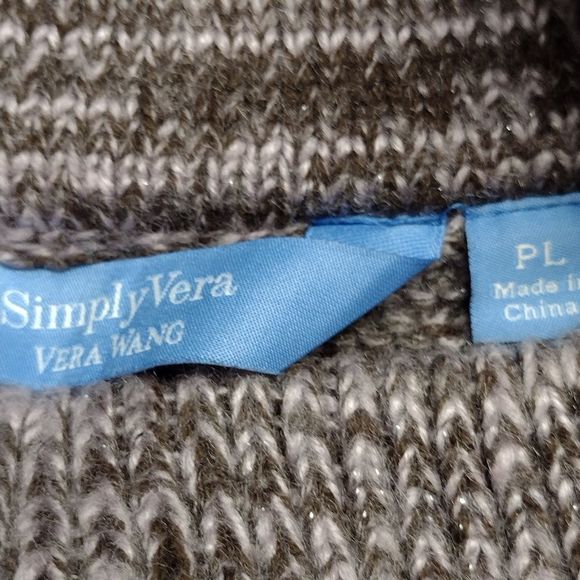 SimplyVera
VERA WANG
PL
Made in
China